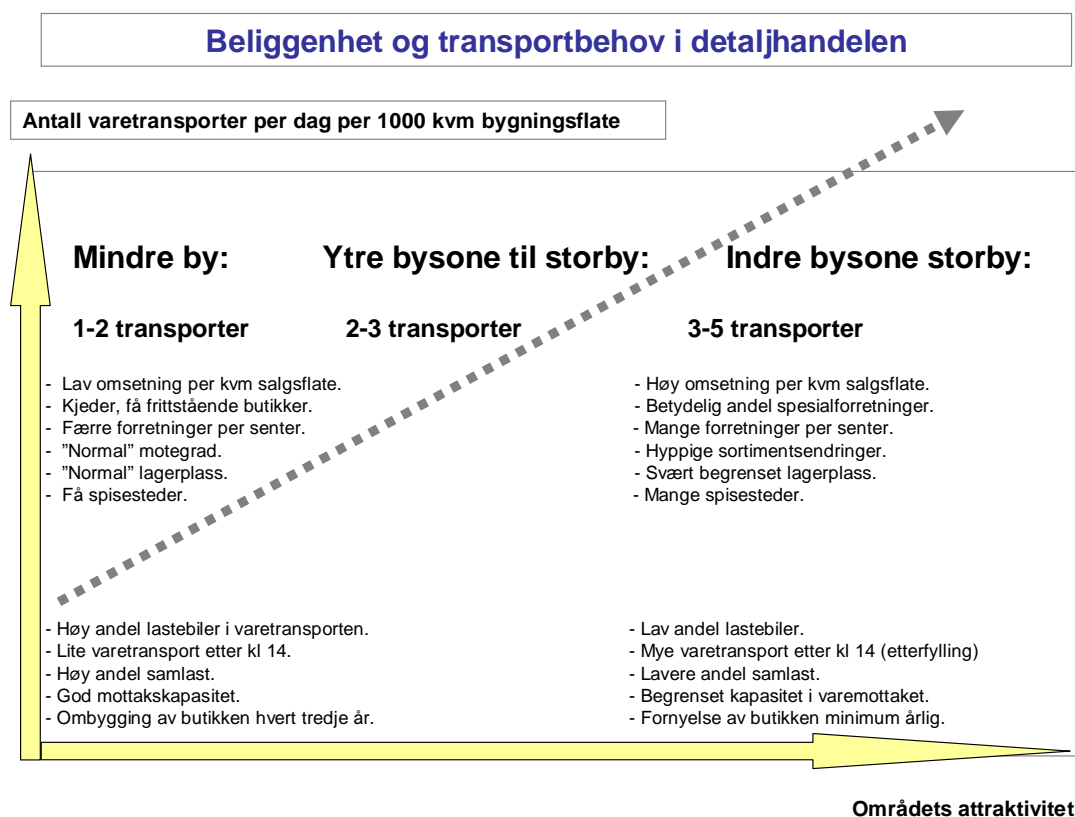 Beliggenhet og transportbehov i detaljhandelen
Antall varetransporter per dag per 1000 kvm bygningsflate
Mindre by:
Ytre bysone til storby:
Indre bysone storby:
1-2 transporter
2-3 transporter
3-5 transporter
- Lav omsetning per kvm salgsflate.
- Kjeder, få frittstående butikker.
- Færre forretninger per senter.
- ”Normal” motegrad.
- ”Normal” lagerplass.
- Få spisesteder.
- Høy omsetning per kvm salgsflate.
- Betydelig andel spesialforretninger.
- Mange forretninger per senter.
- Hyppige sortimentsendringer.
- Svært begrenset lagerplass.
- Mange spisesteder.
- Høy andel lastebiler i varetransporten.
- Lite varetransport etter kl 14.
- Høy andel samlast.
- God mottakskapasitet.
- Ombygging av butikken hvert tredje år.
- Lav andel lastebiler.
- Mye varetransport etter kl 14 (etterfylling)
- Lavere andel samlast.
- Begrenset kapasitet i varemottaket.
- Fornyelse av butikken minimum årlig.
Områdets attraktivitet